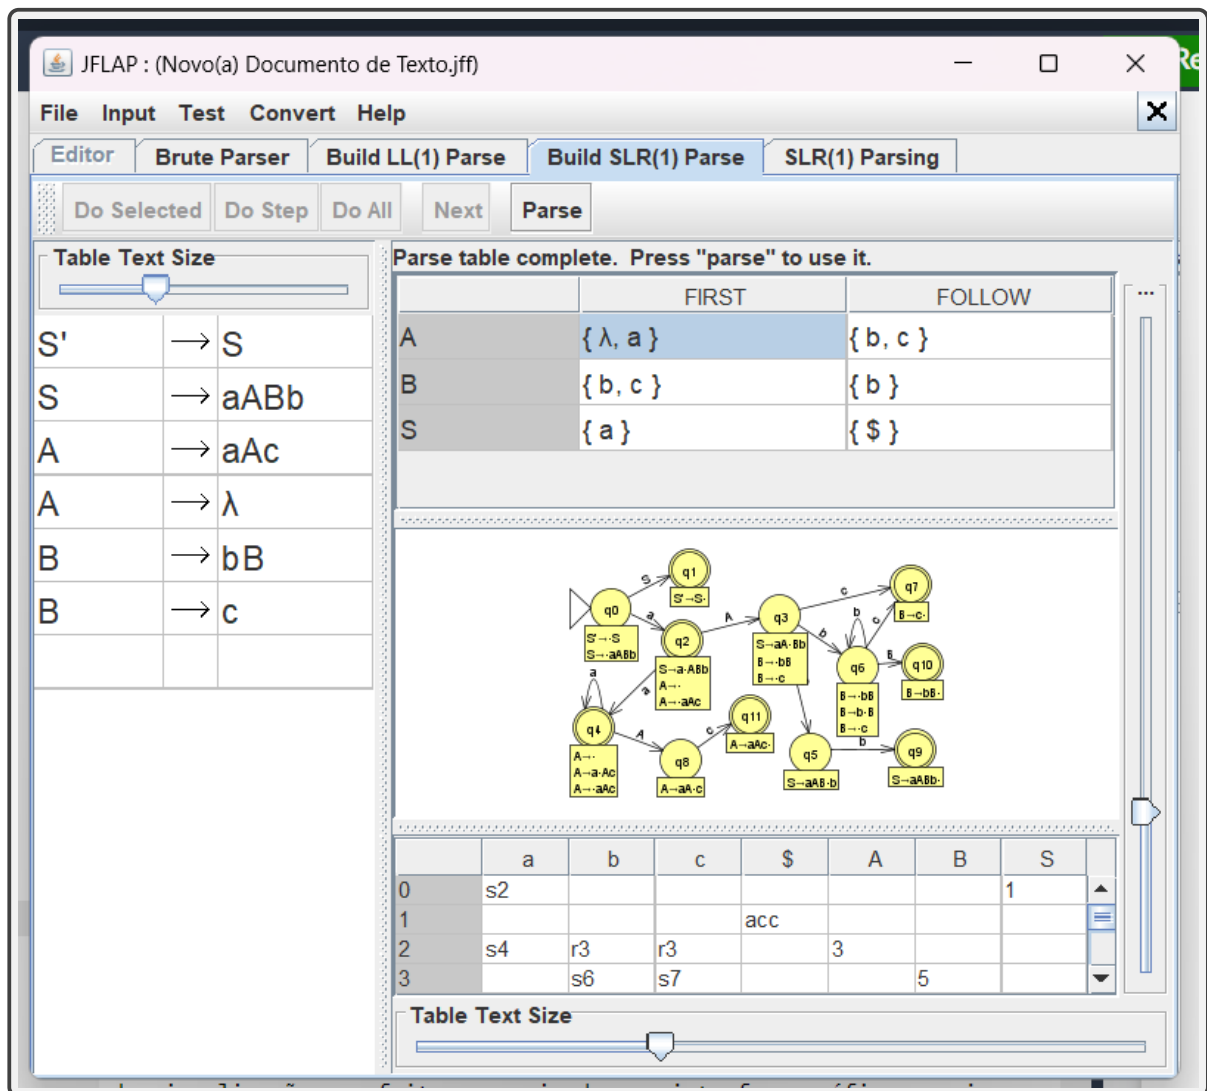 JFLAP : (Novo(a) Documento de Texto.jff)
File Input Test Convert Help
Editor Brute Parser Build LL(1) Parse Build SLR(1) Parse SLR(1) Parsing
Do Selected Do Step Do All Next Parse
Table Text Size
S' → S
S → aABb
A → aAc
A → λ
B → bB
B → c
Parse table complete. Press "parse" to use it.
FIRST FOLLOW
A { λ, a } { b, c }
B { b, c } { b }
S { a } { $ }
...
q0
S'→·S
S→·aABb
S
q1
S'→S·
a
q2
S→a·ABb
A→·
A→·aAc
A
q3
S→aA·Bb
B→·bB
B→·c
c
q7
B→c·
b
b
c
q6
B→·bB
B→b·B
B→·c
B
q10
B→bB·
a
a
q4
A→·
A→a·Ac
A→·aAc
A
q8
A→aA·c
c
q11
A→aAc·
q5
S→aAB·b
b
q9
S→aABb·
a b c $ A B S
0 s2 1
1 acc
2 s4 r3 r3 3
3 s6 s7 5
Table Text Size